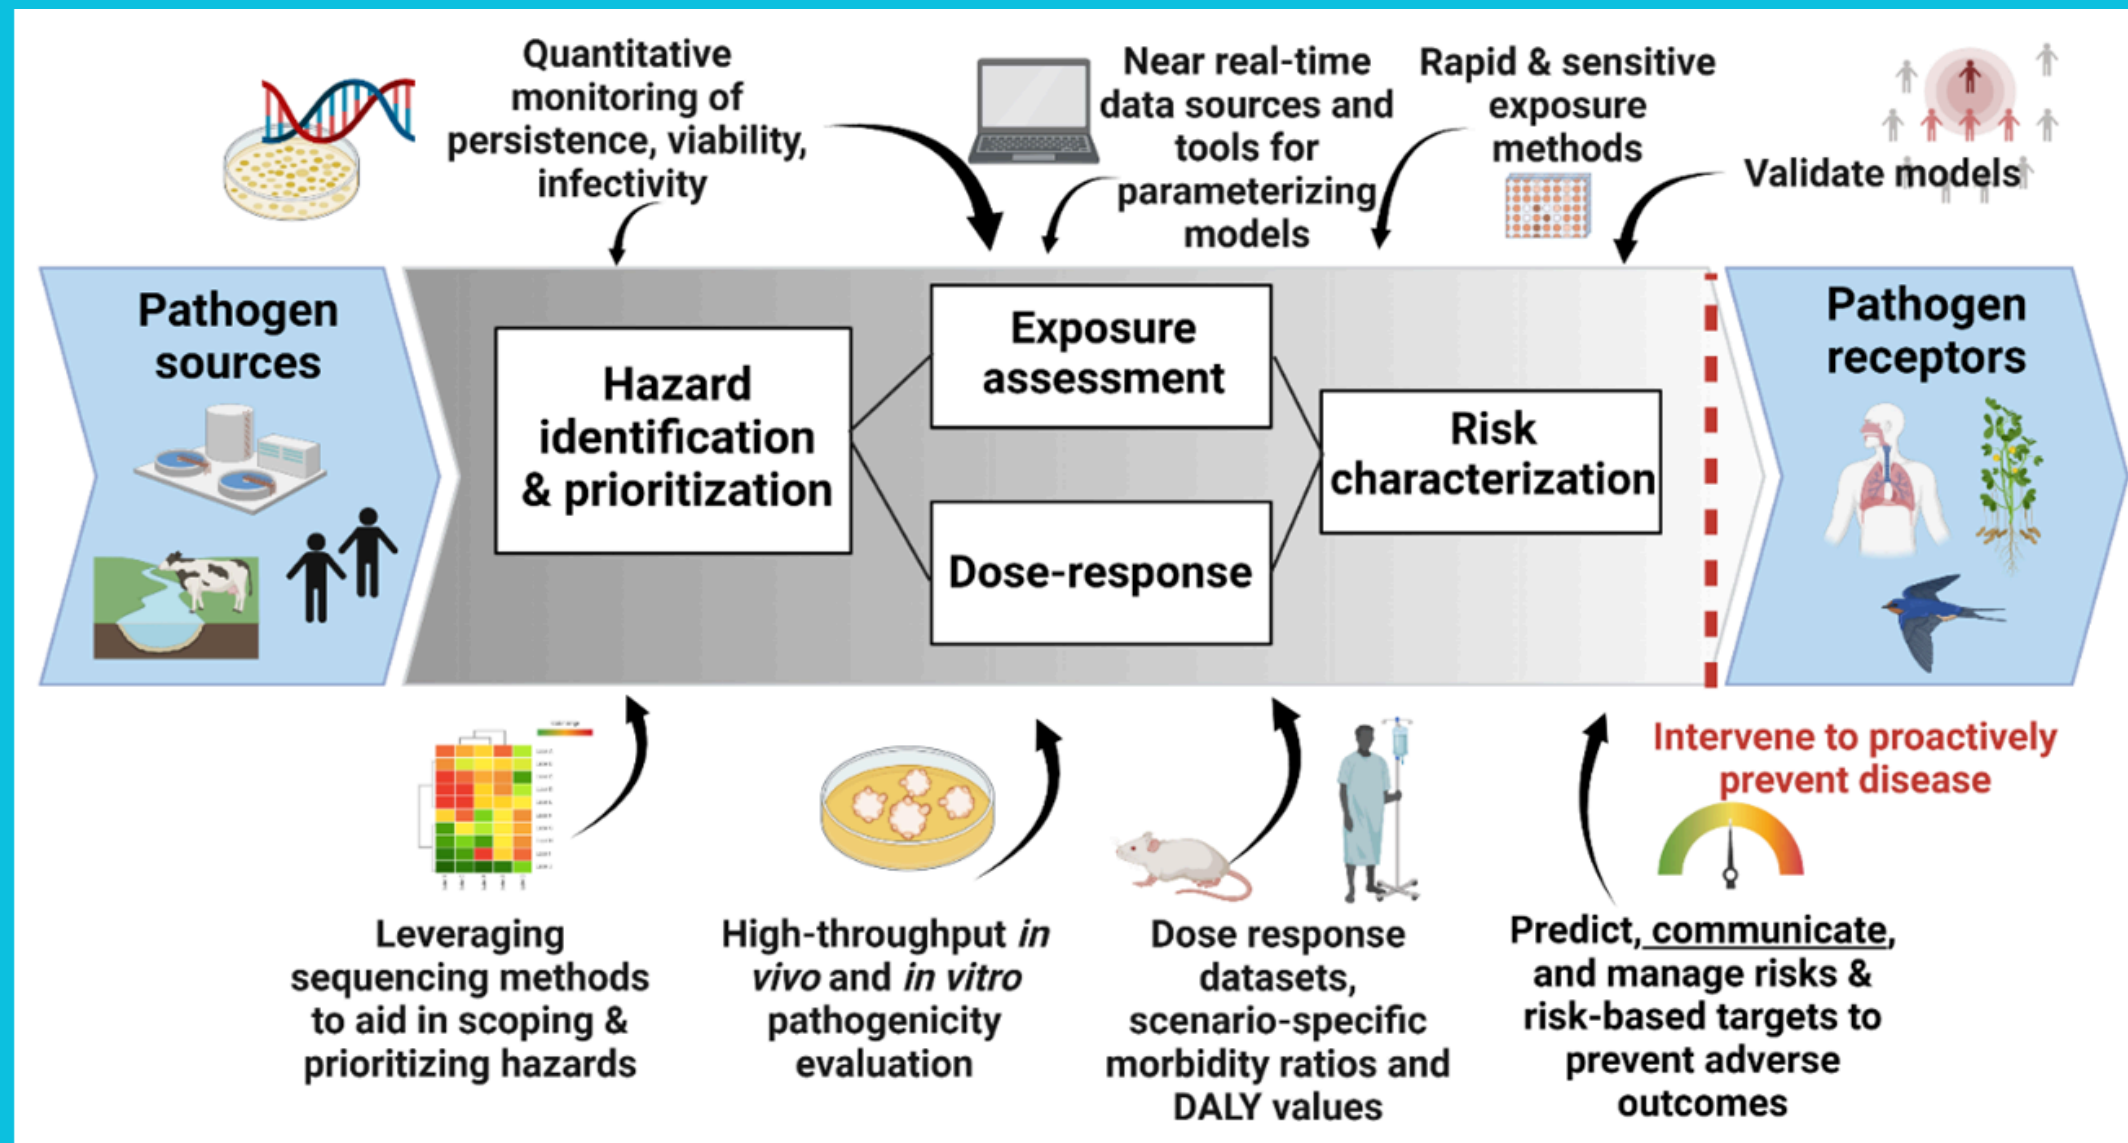 Quantitative
monitoring of
persistence, viability,
infectivity
Near real-time
data sources and
tools for
parameterizing
models
Rapid & sensitive
exposure
methods
Validate models
Pathogen
sources
Hazard
identification
& prioritization
Exposure
assessment
Dose-response
Risk
characterization
Pathogen
receptors
Intervene to proactively
prevent disease
Leveraging
sequencing methods
to aid in scoping &
prioritizing hazards
High-throughput in
vivo and in vitro
pathogenicity
evaluation
Dose response
datasets,
scenario-specific
morbidity ratios and
DALY values
Predict, communicate,
and manage risks &
risk-based targets to
prevent adverse
outcomes